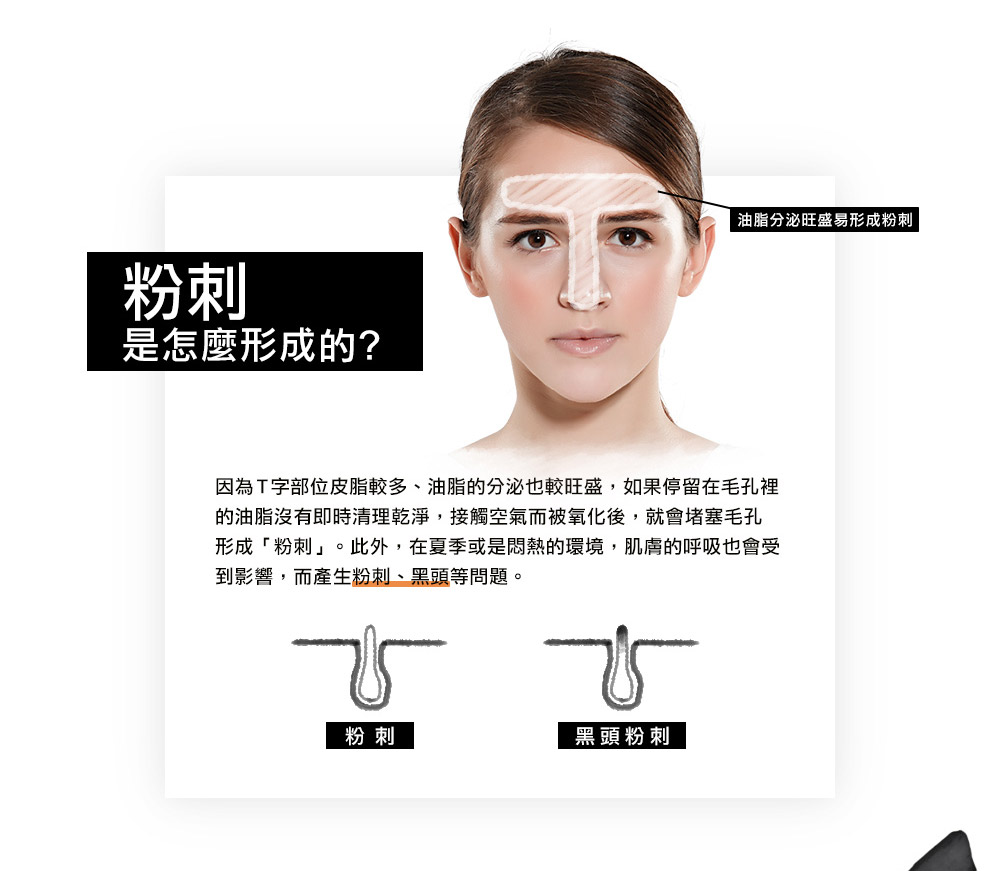 油脂分泌旺盛易形成粉刺
粉刺
是怎麼形成的?
因為T字部位皮脂較多、油脂的分泌也較旺盛，如果停留在毛孔裡
的油脂沒有即時清理乾淨，接觸空氣而被氧化後，就會堵塞毛孔
形成「粉刺」。此外，在夏季或是悶熱的環境，肌膚的呼吸也會受
到影響，而產生粉刺、黑頭等問題。
粉刺
黑頭粉刺